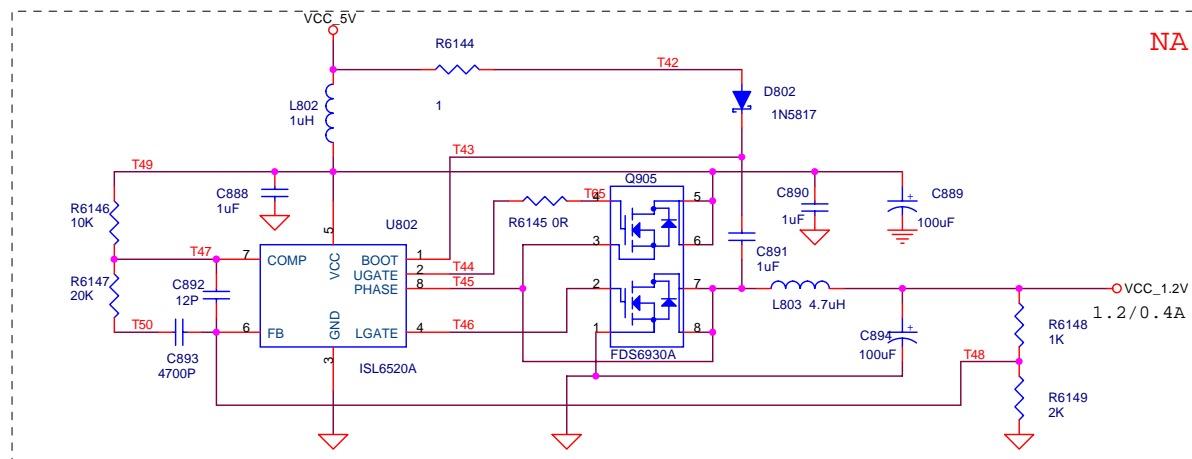 VCC_5V
NA
R6144
T42
1
L802
1uH
D802
1N5817
T49
T43
C888
1uF
Q905
C890
1uF
C889
100uF
R6146
10K
T65
4
5
R6145 0R
U802
5
3
6
C891
1uF
T47
7
COMP
VCC
BOOT
1
UGATE
2
T44
PHASE
8
T45
R6147
20K
C892
12P
2
7
L803 4.7uH
VCC_1.2V
1.2/0.4A
T50
6
FB
GND
LGATE
4
T46
1
8
C893
4700P
3
ISL6520A
FDS6930A
C894
100uF
R6148
1K
T48
R6149
2K